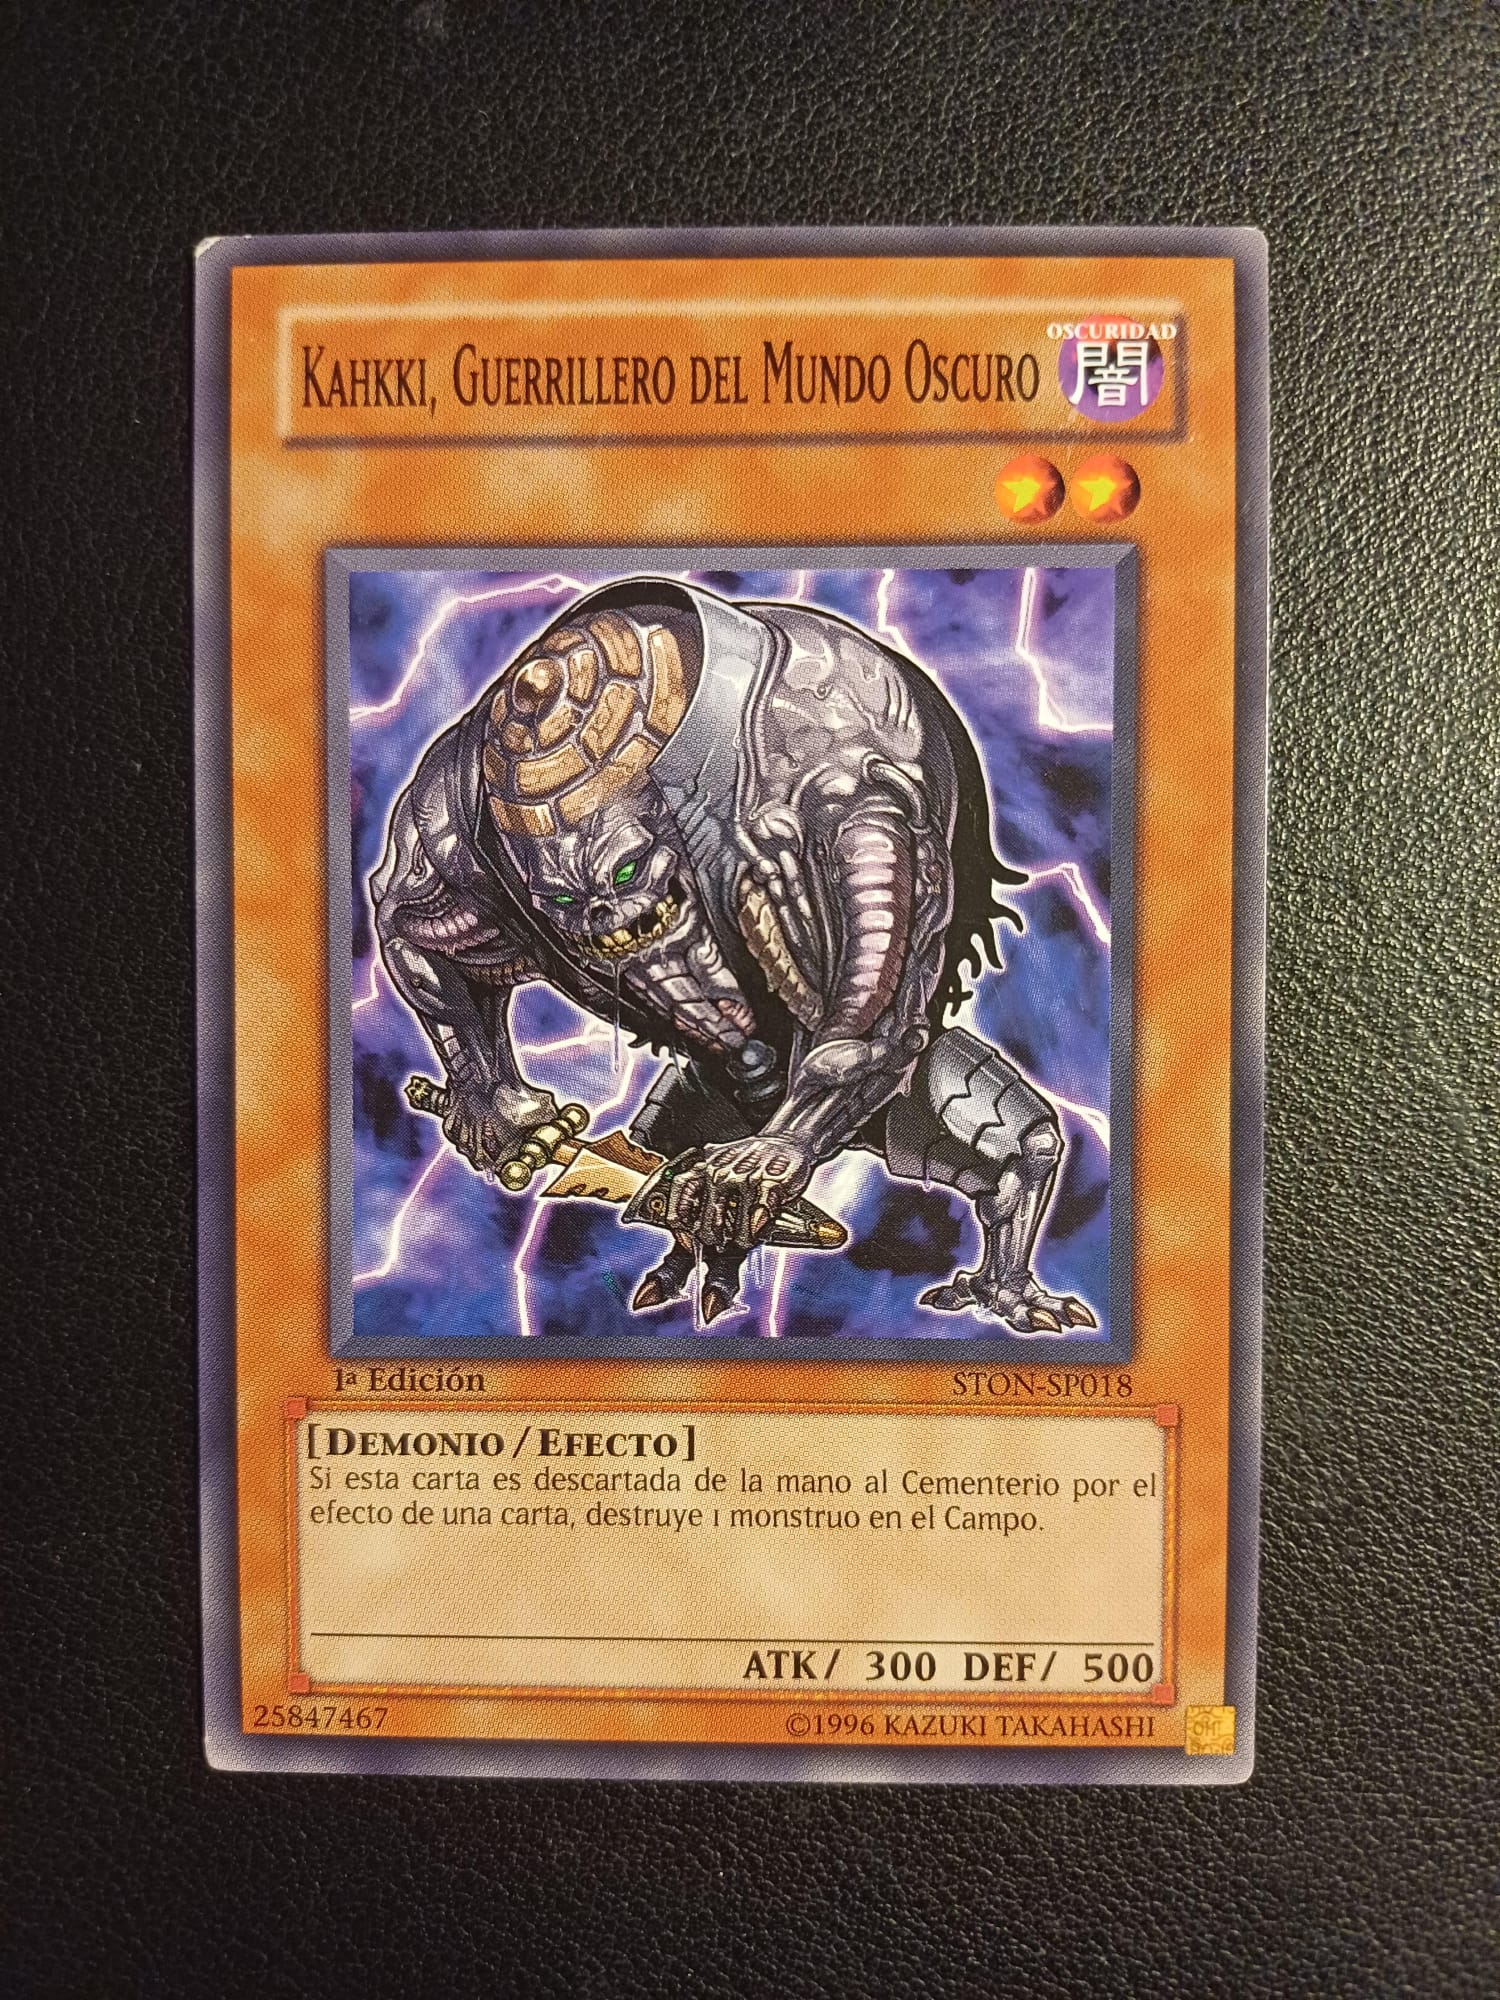 KAHKKI, GUERRILLERO DEL MUNDO OSCURO
OSCURIDAD
闇
1ª Edición
STON-SP018
[DEMONIO/EFECTO]
Si esta carta es descartada de la mano al Cementerio por el
efecto de una carta, destruye 1 monstruo en el Campo.
ATK/ 300 DEF/ 500
25847467
©1996 KAZUKI TAKAHASHI